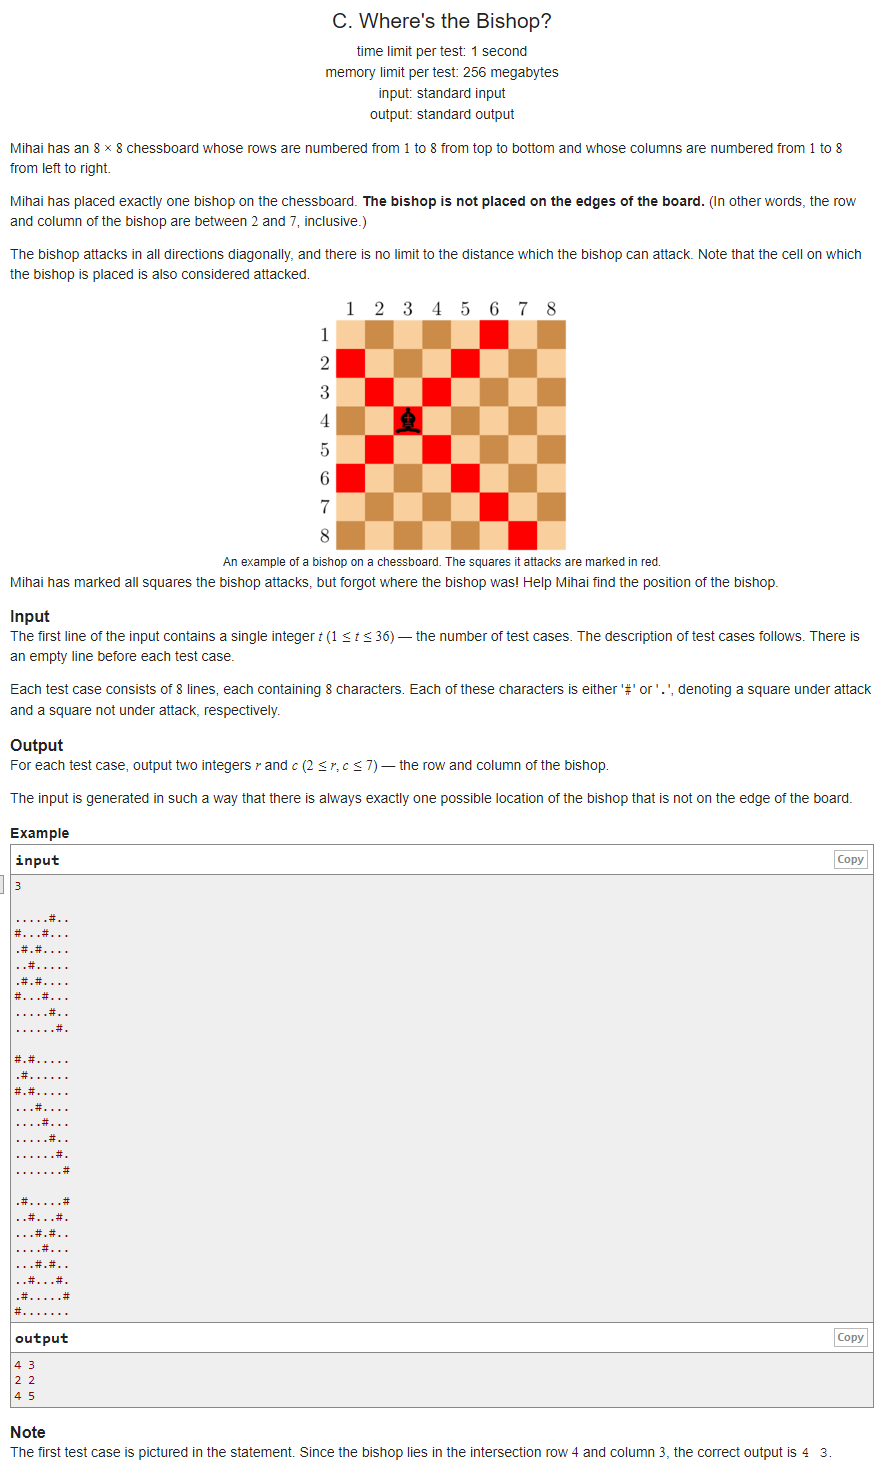 C. Where's the Bishop?
time limit per test: 1 second
memory limit per test: 256 megabytes
input: standard input
output: standard output
Mihai has an 8 × 8 chessboard whose rows are numbered from 1 to 8 from top to bottom and whose columns are numbered from 1 to 8
from left to right.
Mihai has placed exactly one bishop on the chessboard. The bishop is not placed on the edges of the board. (In other words, the row
and column of the bishop are between 2 and 7, inclusive.)
The bishop attacks in all directions diagonally, and there is no limit to the distance which the bishop can attack. Note that the cell on which
the bishop is placed is also considered attacked.
1 2 3 4 5 6 7 8
1
2
3
4
5
6
7
8
An example of a bishop on a chessboard. The squares it attacks are marked in red.
Mihai has marked all squares the bishop attacks, but forgot where the bishop was! Help Mihai find the position of the bishop.
Input
The first line of the input contains a single integer t (1 ≤ t ≤ 36) — the number of test cases. The description of test cases follows. There is
an empty line before each test case.
Each test case consists of 8 lines, each containing 8 characters. Each of these characters is either '#' or '.', denoting a square under attack
and a square not under attack, respectively.
Output
For each test case, output two integers r and c (2 ≤ r, c ≤ 7) — the row and column of the bishop.
The input is generated in such a way that there is always exactly one possible location of the bishop that is not on the edge of the board.
Example
input Copy
3
.....#..
#...#...
.#.#....
..#.....
.#.#....
#...#...
.....#..
......#.
#.#.....
.#......
#.#.....
...#....
....#...
.....#..
......#.
.......#
.#.....#
..#...#.
...#.#..
....#...
...#.#..
..#...#.
.#.....#
#.......
output Copy
4 3
2 2
4 5
Note
The first test case is pictured in the statement. Since the bishop lies in the intersection row 4 and column 3, the correct output is 4 3.